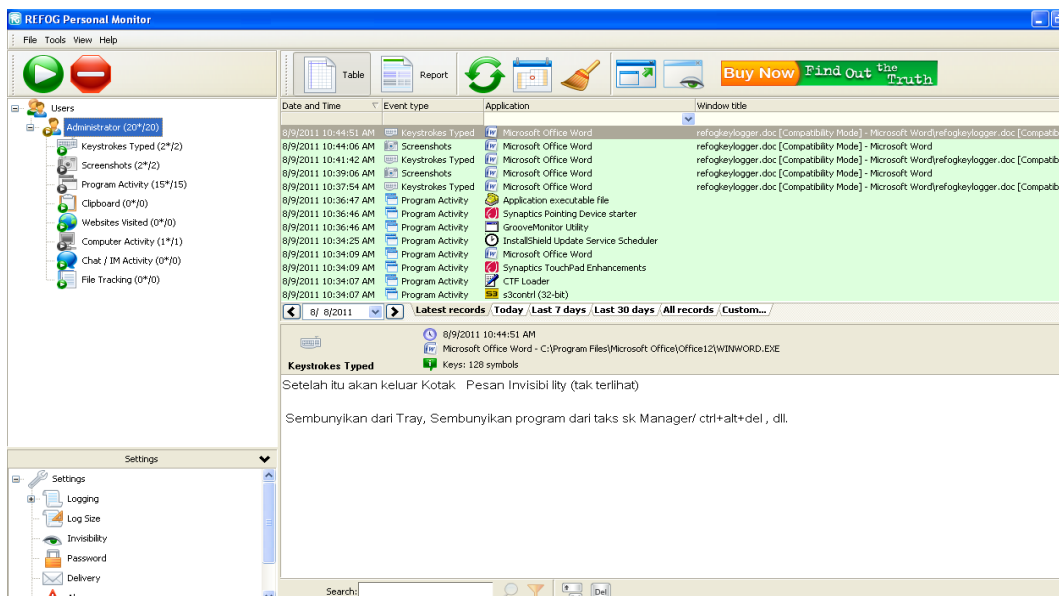 REFOG Personal Monitor
File Tools View Help
Table
Report
Buy Now Find Out the Truth
Users
Administrator (20*/20)
Keystrokes Typed (2*/2)
Screenshots (2*/2)
Program Activity (15*/15)
Clipboard (0*/0)
Websites Visited (0*/0)
Computer Activity (1*/1)
Chat / IM Activity (0*/0)
File Tracking (0*/0)
Date and Time Event type Application Window title
8/9/2011 10:44:51 AM Keystrokes Typed Microsoft Office Word refogkeylogger.doc [Compatibility Mode] - Microsoft Word\refogkeylogger.doc [Compatib
8/9/2011 10:44:06 AM Screenshots Microsoft Office Word refogkeylogger.doc [Compatibility Mode] - Microsoft Word
8/9/2011 10:41:42 AM Keystrokes Typed Microsoft Office Word refogkeylogger.doc [Compatibility Mode] - Microsoft Word\refogkeylogger.doc [Compatib
8/9/2011 10:39:06 AM Screenshots Microsoft Office Word refogkeylogger.doc [Compatibility Mode] - Microsoft Word
8/9/2011 10:37:54 AM Keystrokes Typed Microsoft Office Word refogkeylogger.doc [Compatibility Mode] - Microsoft Word\refogkeylogger.doc [Compatib
8/9/2011 10:36:47 AM Program Activity Application executable file
8/9/2011 10:36:46 AM Program Activity Synaptics Pointing Device starter
8/9/2011 10:36:46 AM Program Activity GrooveMonitor Utility
8/9/2011 10:34:25 AM Program Activity InstallShield Update Service Scheduler
8/9/2011 10:34:09 AM Program Activity Microsoft Office Word
8/9/2011 10:34:09 AM Program Activity Synaptics TouchPad Enhancements
8/9/2011 10:34:07 AM Program Activity CTF Loader
8/9/2011 10:34:07 AM Program Activity s3contrl (32-bit)
8/ 8/2011 Latest records Today Last 7 days Last 30 days All records Custom...
8/9/2011 10:44:51 AM
Microsoft Office Word - C:\Program Files\Microsoft Office\Office12\WINWORD.EXE
Keystrokes Typed Keys: 128 symbols
Setelah itu akan keluar Kotak Pesan Invisibi lity (tak terlihat)
Sembunyikan dari Tray, Sembunyikan program dari taks sk Manager/ ctrl+alt+del , dll.
Settings
Settings
Logging
Log Size
Invisibility
Password
Delivery
Search:
Del